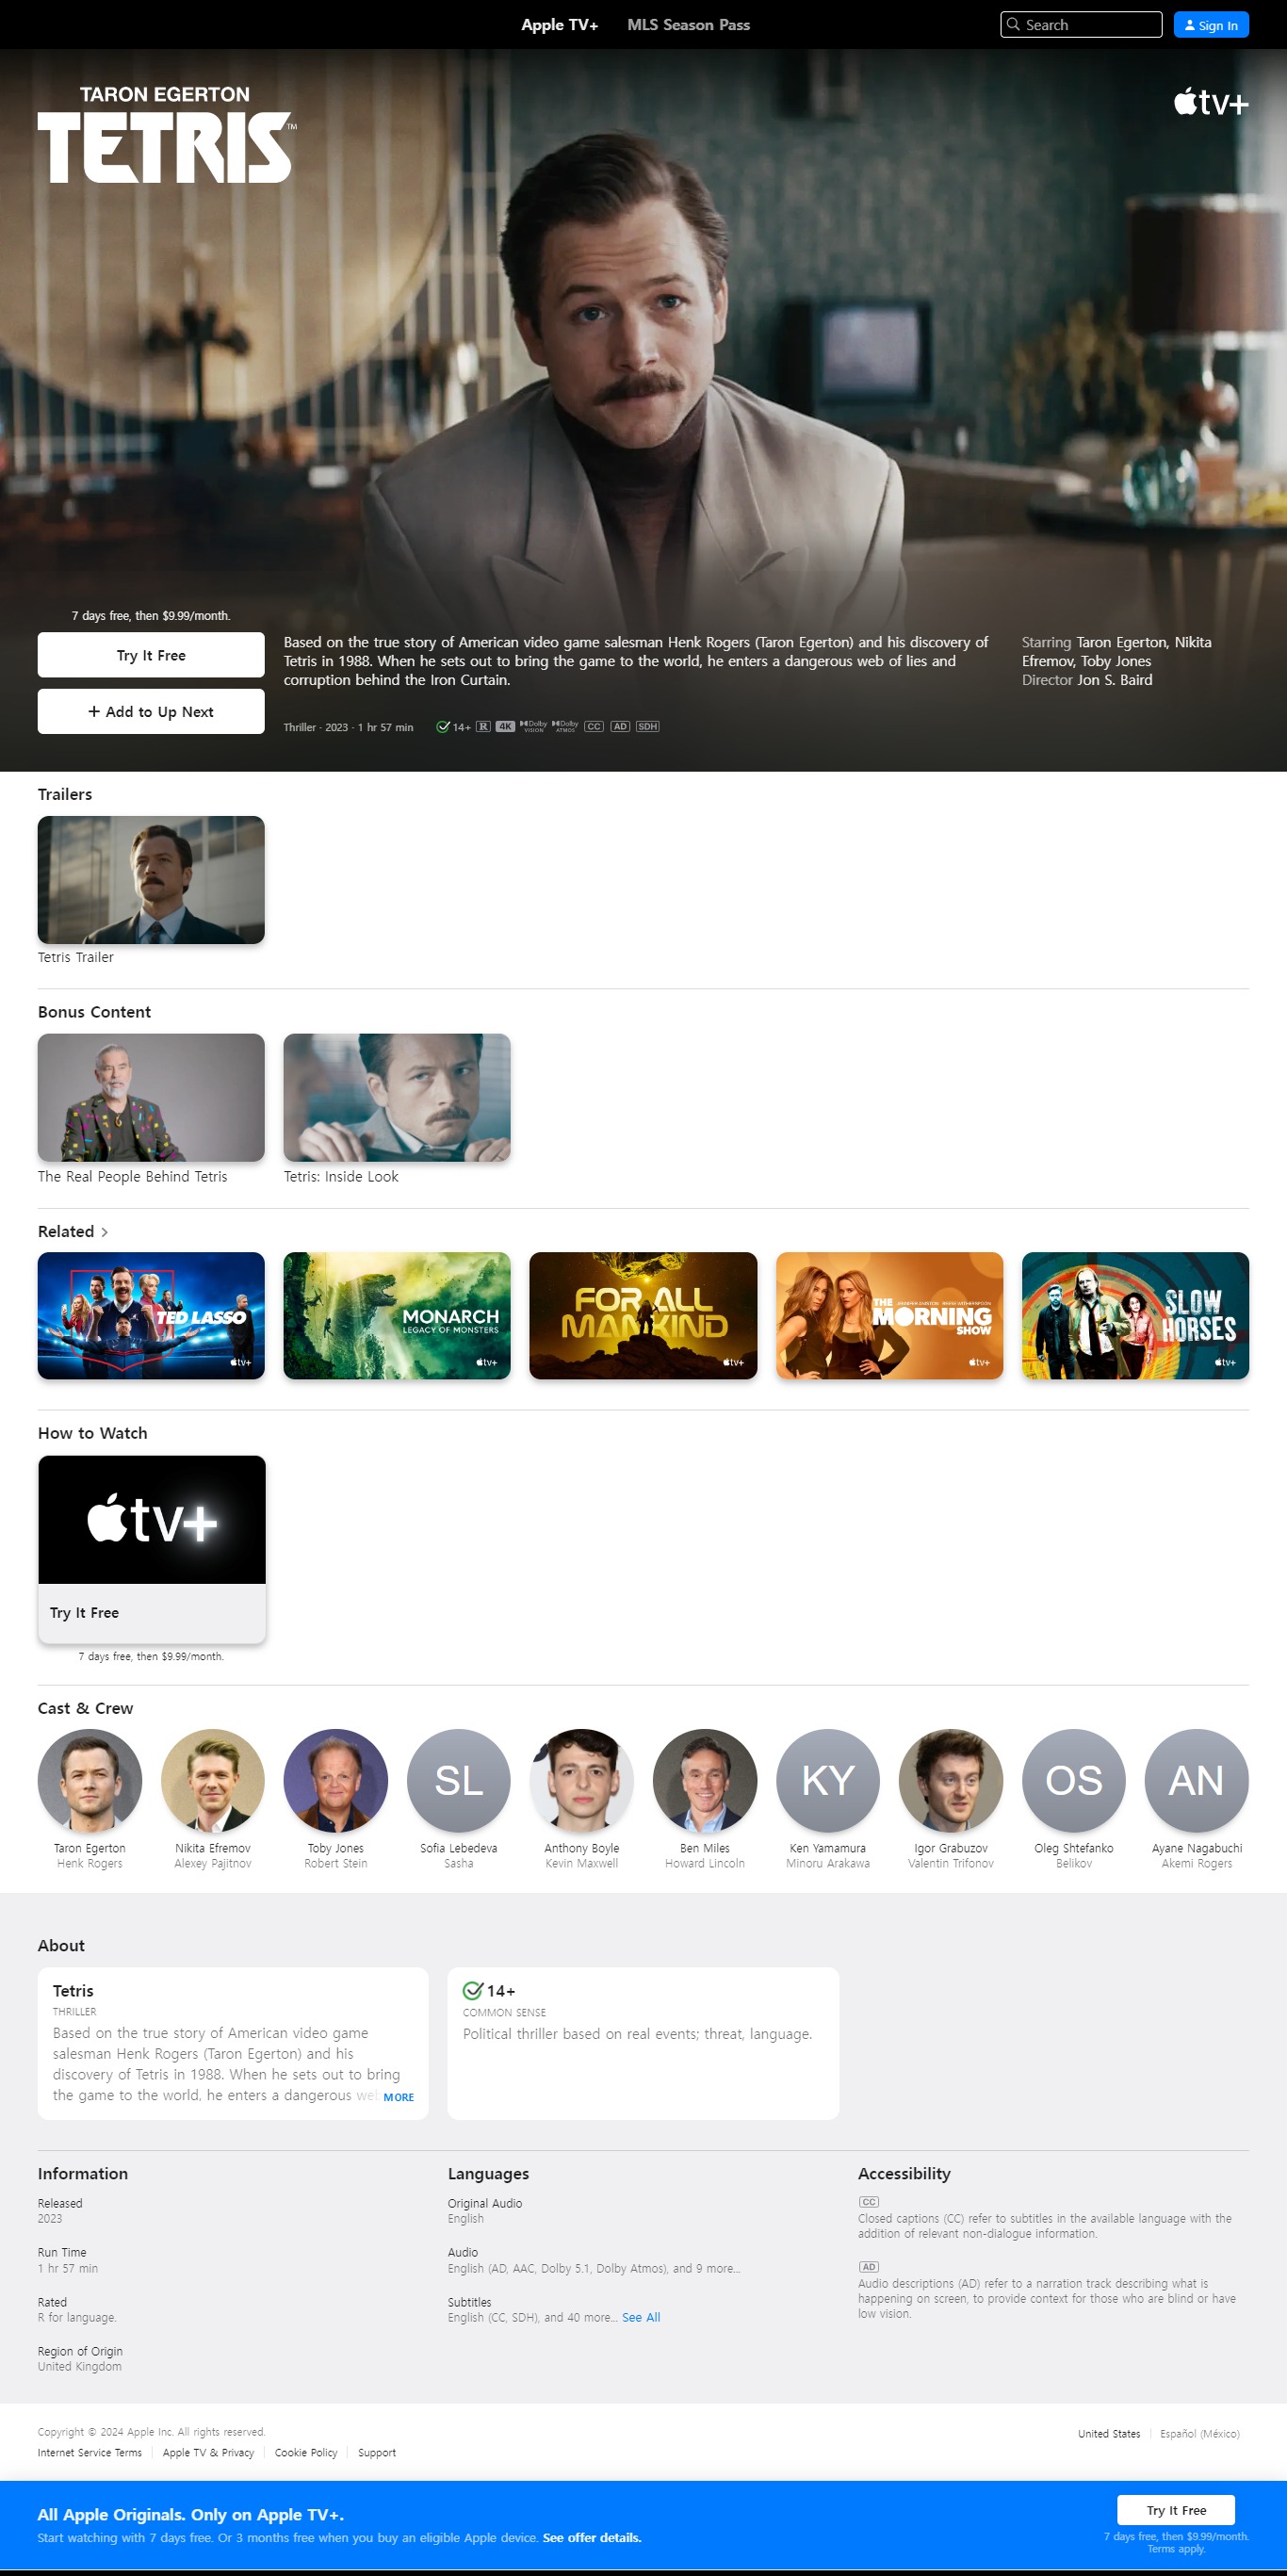 Apple TV+
MLS Season Pass
Search
Sign In
TARON EGERTON
TETRIS™
tv+
7 days free, then $9.99/month.
Try It Free
+ Add to Up Next
Based on the true story of American video game salesman Henk Rogers (Taron Egerton) and his discovery of
Tetris in 1988. When he sets out to bring the game to the world, he enters a dangerous web of lies and
corruption behind the Iron Curtain.
Thriller · 2023 · 1 hr 57 min
14+ R 4K Dolby VISION Dolby ATMOS CC AD SDH
Starring Taron Egerton, Nikita
Efremov, Toby Jones
Director Jon S. Baird
Trailers
Tetris Trailer
Bonus Content
The Real People Behind Tetris
Tetris: Inside Look
Related
TED LASSO
tv+
MONARCH
LEGACY OF MONSTERS
tv+
FOR ALL
MANKIND
tv+
THE
MORNING
SHOW
tv+
SLOW
HORSES
tv+
How to Watch
tv+
Try It Free
7 days free, then $9.99/month.
Cast & Crew
SL
KY
OS
AN
Taron Egerton
Henk Rogers
Nikita Efremov
Alexey Pajitnov
Toby Jones
Robert Stein
Sofia Lebedeva
Sasha
Anthony Boyle
Kevin Maxwell
Ben Miles
Howard Lincoln
Ken Yamamura
Minoru Arakawa
Igor Grabuzov
Valentin Trifonov
Oleg Shtefanko
Belikov
Ayane Nagabuchi
Akemi Rogers
About
Tetris
THRILLER
Based on the true story of American video game
salesman Henk Rogers (Taron Egerton) and his
discovery of Tetris in 1988. When he sets out to bring
the game to the world, he enters a dangerous we MORE
14+
COMMON SENSE
Political thriller based on real events; threat, language.
Information
Released
2023
Run Time
1 hr 57 min
Rated
R for language.
Region of Origin
United Kingdom
Languages
Original Audio
English
Audio
English (AD, AAC, Dolby 5.1, Dolby Atmos), and 9 more...
Subtitles
English (CC, SDH), and 40 more... See All
Accessibility
CC
Closed captions (CC) refer to subtitles in the available language with the
addition of relevant non-dialogue information.
AD
Audio descriptions (AD) refer to a narration track describing what is
happening on screen, to provide context for those who are blind or have
low vision.
Copyright © 2024 Apple Inc. All rights reserved.
Internet Service Terms
Apple TV & Privacy
Cookie Policy
Support
United States
Español (México)
All Apple Originals. Only on Apple TV+.
Start watching with 7 days free. Or 3 months free when you buy an eligible Apple device. See offer details.
Try It Free
7 days free, then $9.99/month.
Terms apply.